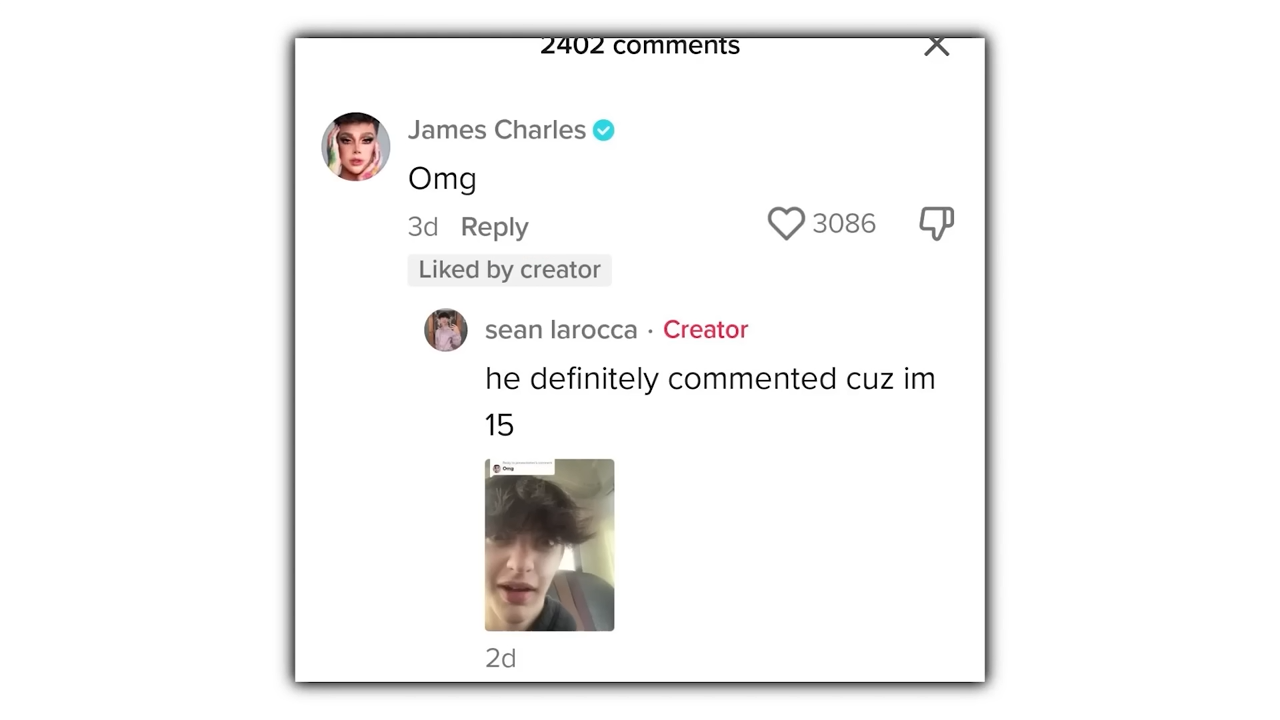 2402 comments
James Charles
Omg
3d Reply 3086
Liked by creator
sean larocca · Creator
he definitely commented cuz im
15
Omg
2d